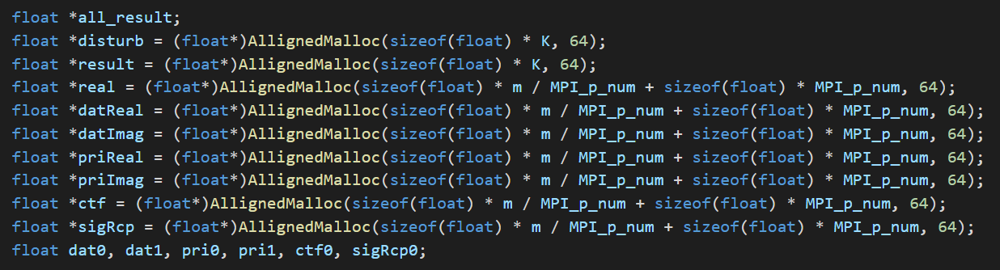 float *all_result;
float *disturb = (float*)AllignedMalloc(sizeof(float) * K, 64);
float *result = (float*)AllignedMalloc(sizeof(float) * K, 64);
float *real = (float*)AllignedMalloc(sizeof(float) * m / MPI_p_num + sizeof(float) * MPI_p_num, 64);
float *datReal = (float*)AllignedMalloc(sizeof(float) * m / MPI_p_num + sizeof(float) * MPI_p_num, 64);
float *datImag = (float*)AllignedMalloc(sizeof(float) * m / MPI_p_num + sizeof(float) * MPI_p_num, 64);
float *priReal = (float*)AllignedMalloc(sizeof(float) * m / MPI_p_num + sizeof(float) * MPI_p_num, 64);
float *priImag = (float*)AllignedMalloc(sizeof(float) * m / MPI_p_num + sizeof(float) * MPI_p_num, 64);
float *ctf = (float*)AllignedMalloc(sizeof(float) * m / MPI_p_num + sizeof(float) * MPI_p_num, 64);
float *sigRcp = (float*)AllignedMalloc(sizeof(float) * m / MPI_p_num + sizeof(float) * MPI_p_num, 64);
float dat0, dat1, pri0, pri1, ctf0, sigRcp0;